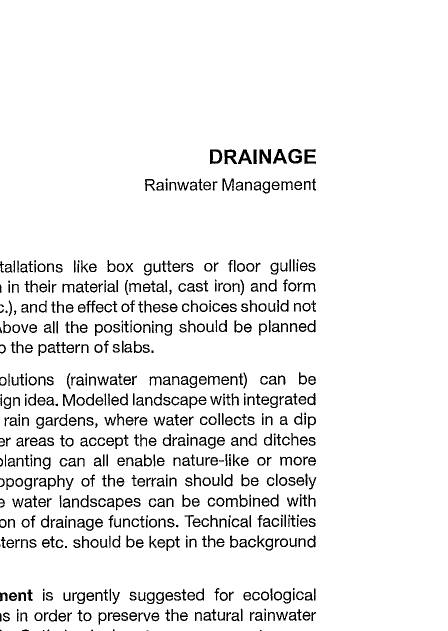 DRAINAGE
Rainwater Management
tallations like box gutters or floor gullies
in their material (metal, cast iron) and form
c.), and the effect of these choices should not
bove all the positioning should be planned
o the pattern of slabs.
olutions (rainwater management) can be
ign idea. Modelled landscape with integrated
rain gardens, where water collects in a dip
er areas to accept the drainage and ditches
planting can all enable nature-like or more
opography of the terrain should be closely
e water landscapes can be combined with
on of drainage functions. Technical facilities
terns etc. should be kept in the background
ment is urgently suggested for ecological
s in order to preserve the natural rainwater